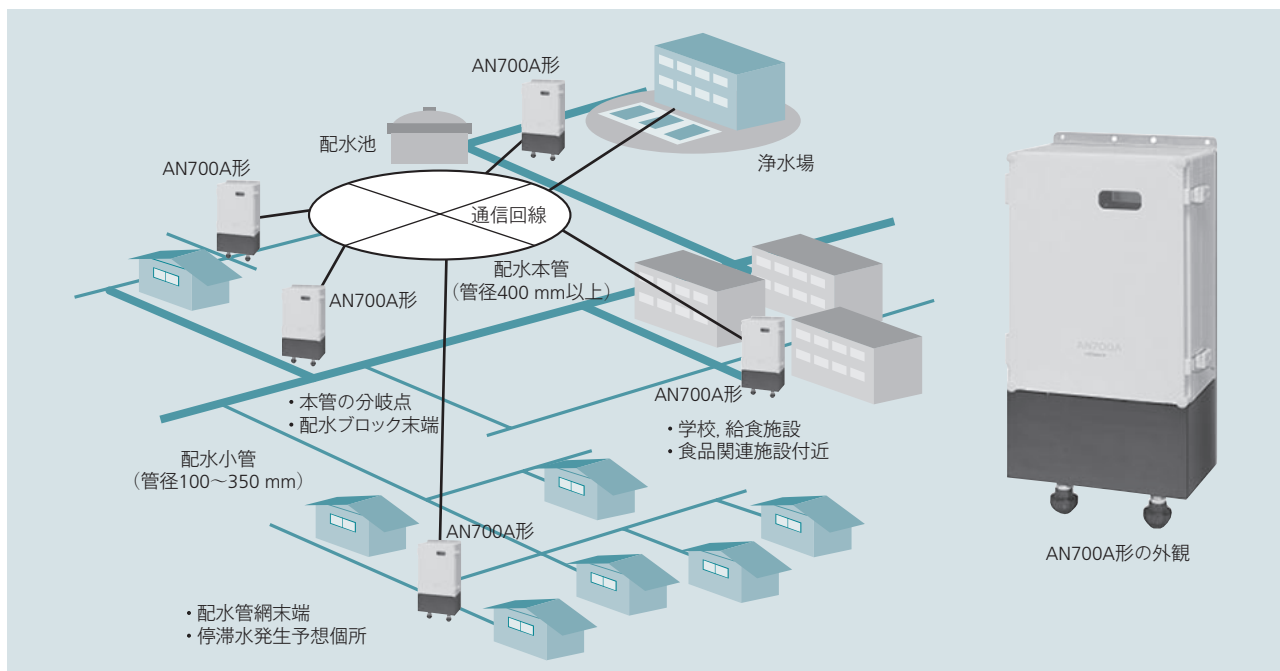 AN700A形
配水池
浄水場
AN700A形
通信回線
配水本管
（管径400 mm以上）
AN700A形
AN700A形
・本管の分岐点
・配水ブロック末端
・学校, 給食施設
・食品関連施設付近
配水小管
（管径100～350 mm）
AN700A形
・配水管網末端
・停滞水発生予想個所
AN700A
AN700A形の外観